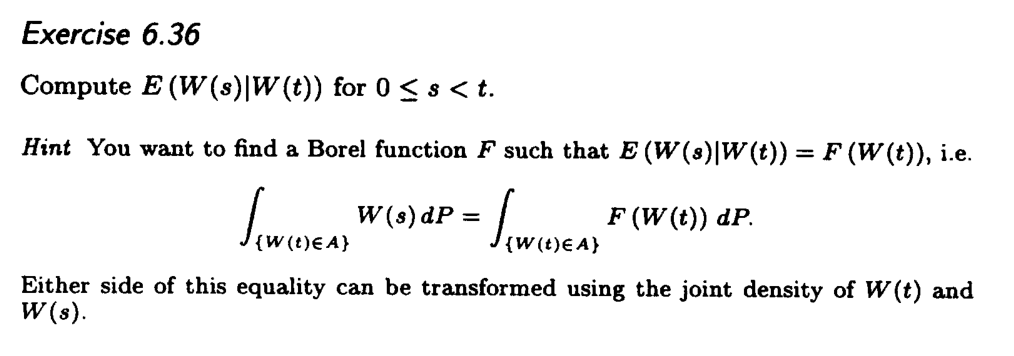 Exercise 6.36
Compute E (W(s)|W(t)) for 0 ≤ s < t.
Hint You want to find a Borel function F such that E (W(s)|W(t)) = F (W(t)), i.e.
∫_{{W(t)∈A}} W(s) dP = ∫_{{W(t)∈A}} F (W(t)) dP.
Either side of this equality can be transformed using the joint density of W(t) and
W(s).